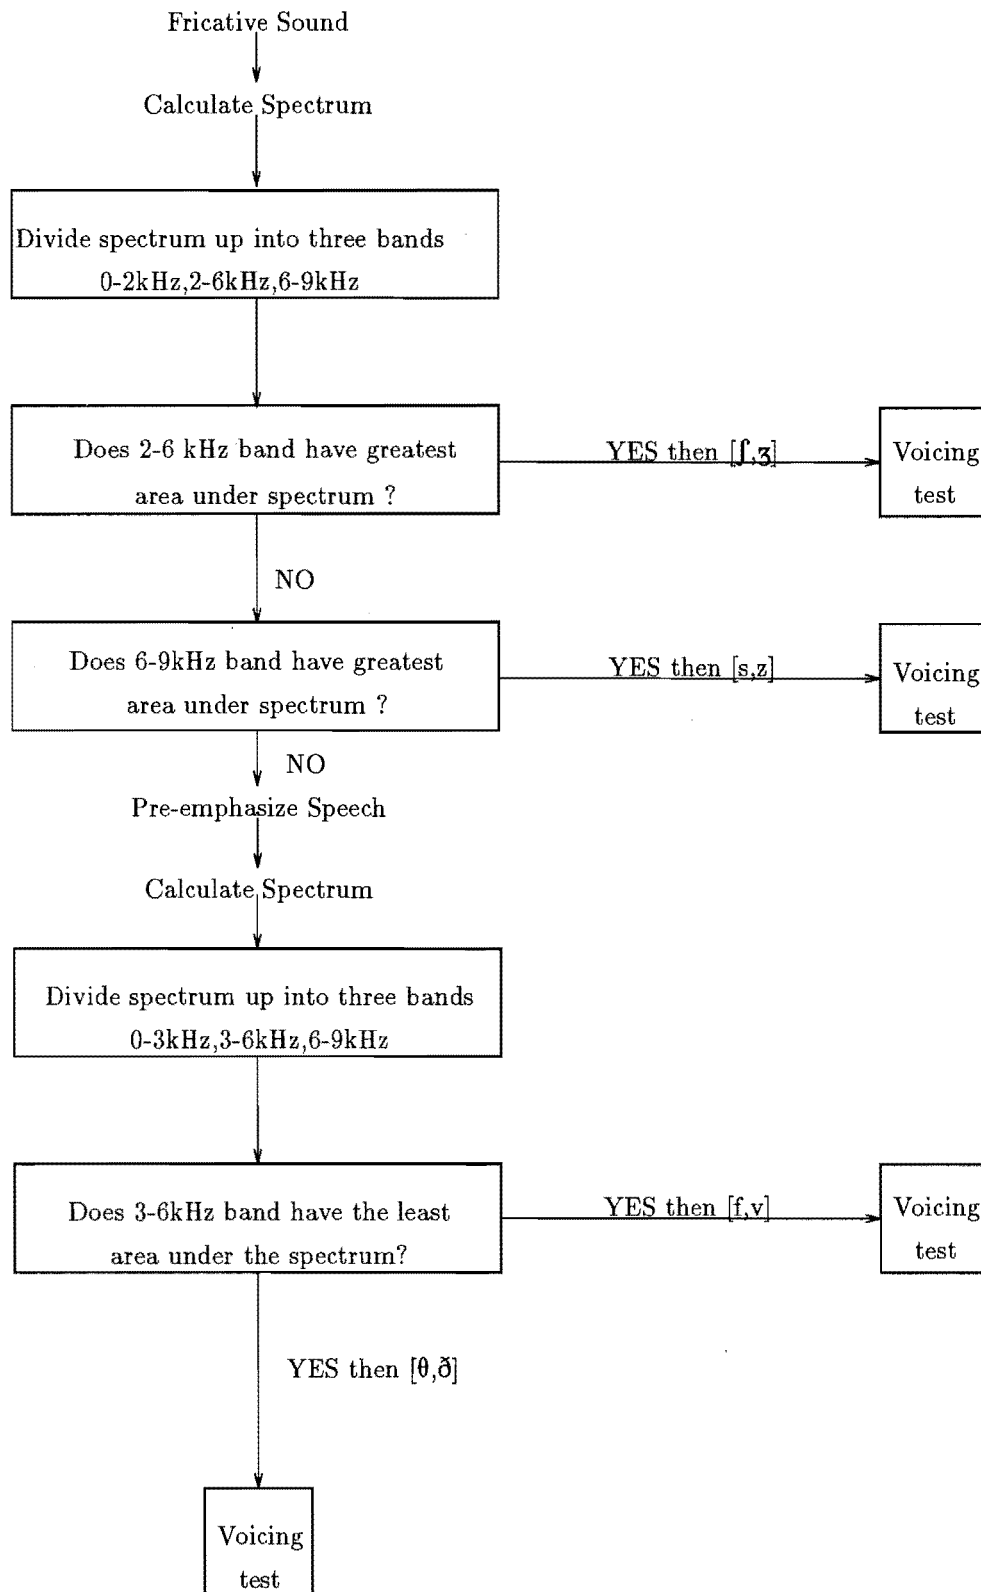 Fricative Sound
Calculate Spectrum
Divide spectrum up into three bands
0-2kHz,2-6kHz,6-9kHz
Does 2-6 kHz band have greatest
area under spectrum ?
YES then [ʃ,ʒ]
Voicing
test
NO
Does 6-9kHz band have greatest
area under spectrum ?
YES then [s,z]
Voicing
test
NO
Pre-emphasize Speech
Calculate Spectrum
Divide spectrum up into three bands
0-3kHz,3-6kHz,6-9kHz
Does 3-6kHz band have the least
area under the spectrum?
YES then [f,v]
Voicing
test
YES then [θ,ð]
Voicing
test